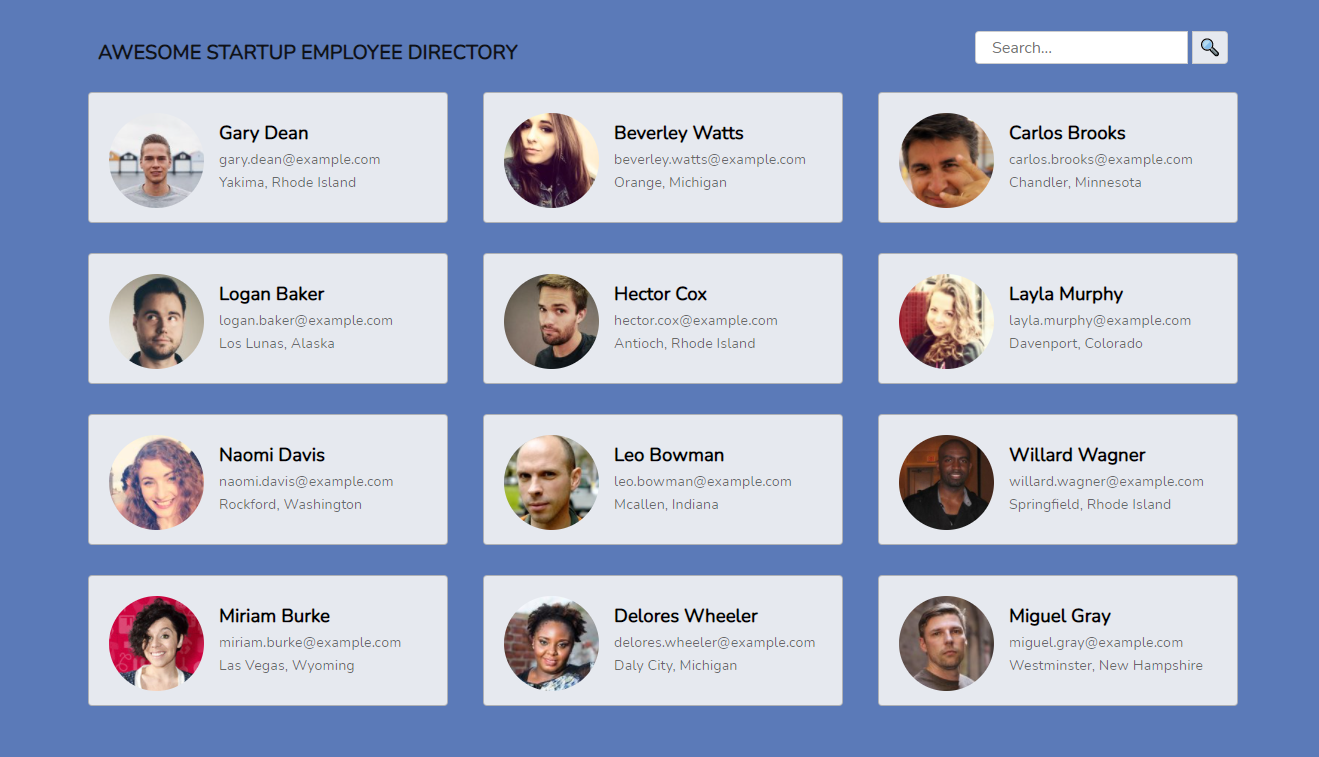 AWESOME STARTUP EMPLOYEE DIRECTORY
Search...
Gary Dean
gary.dean@example.com
Yakima, Rhode Island
Beverley Watts
beverley.watts@example.com
Orange, Michigan
Carlos Brooks
carlos.brooks@example.com
Chandler, Minnesota
Logan Baker
logan.baker@example.com
Los Lunas, Alaska
Hector Cox
hector.cox@example.com
Antioch, Rhode Island
Layla Murphy
layla.murphy@example.com
Davenport, Colorado
Naomi Davis
naomi.davis@example.com
Rockford, Washington
Leo Bowman
leo.bowman@example.com
Mcallen, Indiana
Willard Wagner
willard.wagner@example.com
Springfield, Rhode Island
Miriam Burke
miriam.burke@example.com
Las Vegas, Wyoming
Delores Wheeler
delores.wheeler@example.com
Daly City, Michigan
Miguel Gray
miguel.gray@example.com
Westminster, New Hampshire